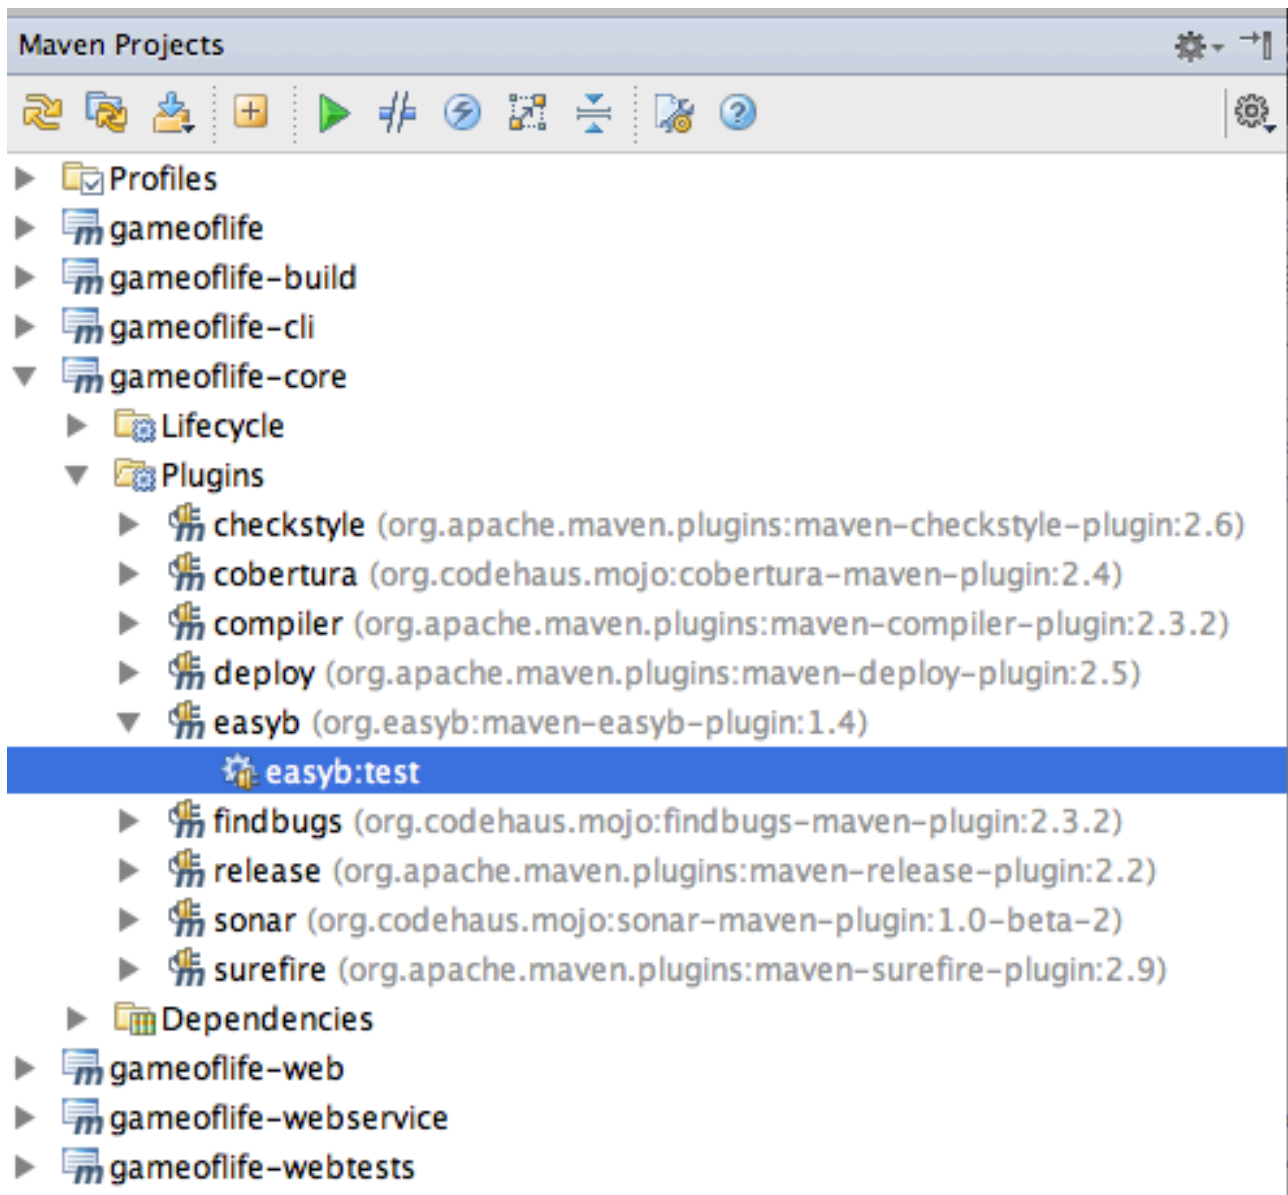 Maven Projects
Profiles
gameoflife
gameoflife-build
gameoflife-cli
gameoflife-core
Lifecycle
Plugins
checkstyle (org.apache.maven.plugins:maven-checkstyle-plugin:2.6)
cobertura (org.codehaus.mojo:cobertura-maven-plugin:2.4)
compiler (org.apache.maven.plugins:maven-compiler-plugin:2.3.2)
deploy (org.apache.maven.plugins:maven-deploy-plugin:2.5)
easyb (org.easyb:maven-easyb-plugin:1.4)
easyb:test
findbugs (org.codehaus.mojo:findbugs-maven-plugin:2.3.2)
release (org.apache.maven.plugins:maven-release-plugin:2.2)
sonar (org.codehaus.mojo:sonar-maven-plugin:1.0-beta-2)
surefire (org.apache.maven.plugins:maven-surefire-plugin:2.9)
Dependencies
gameoflife-web
gameoflife-webservice
gameoflife-webtests